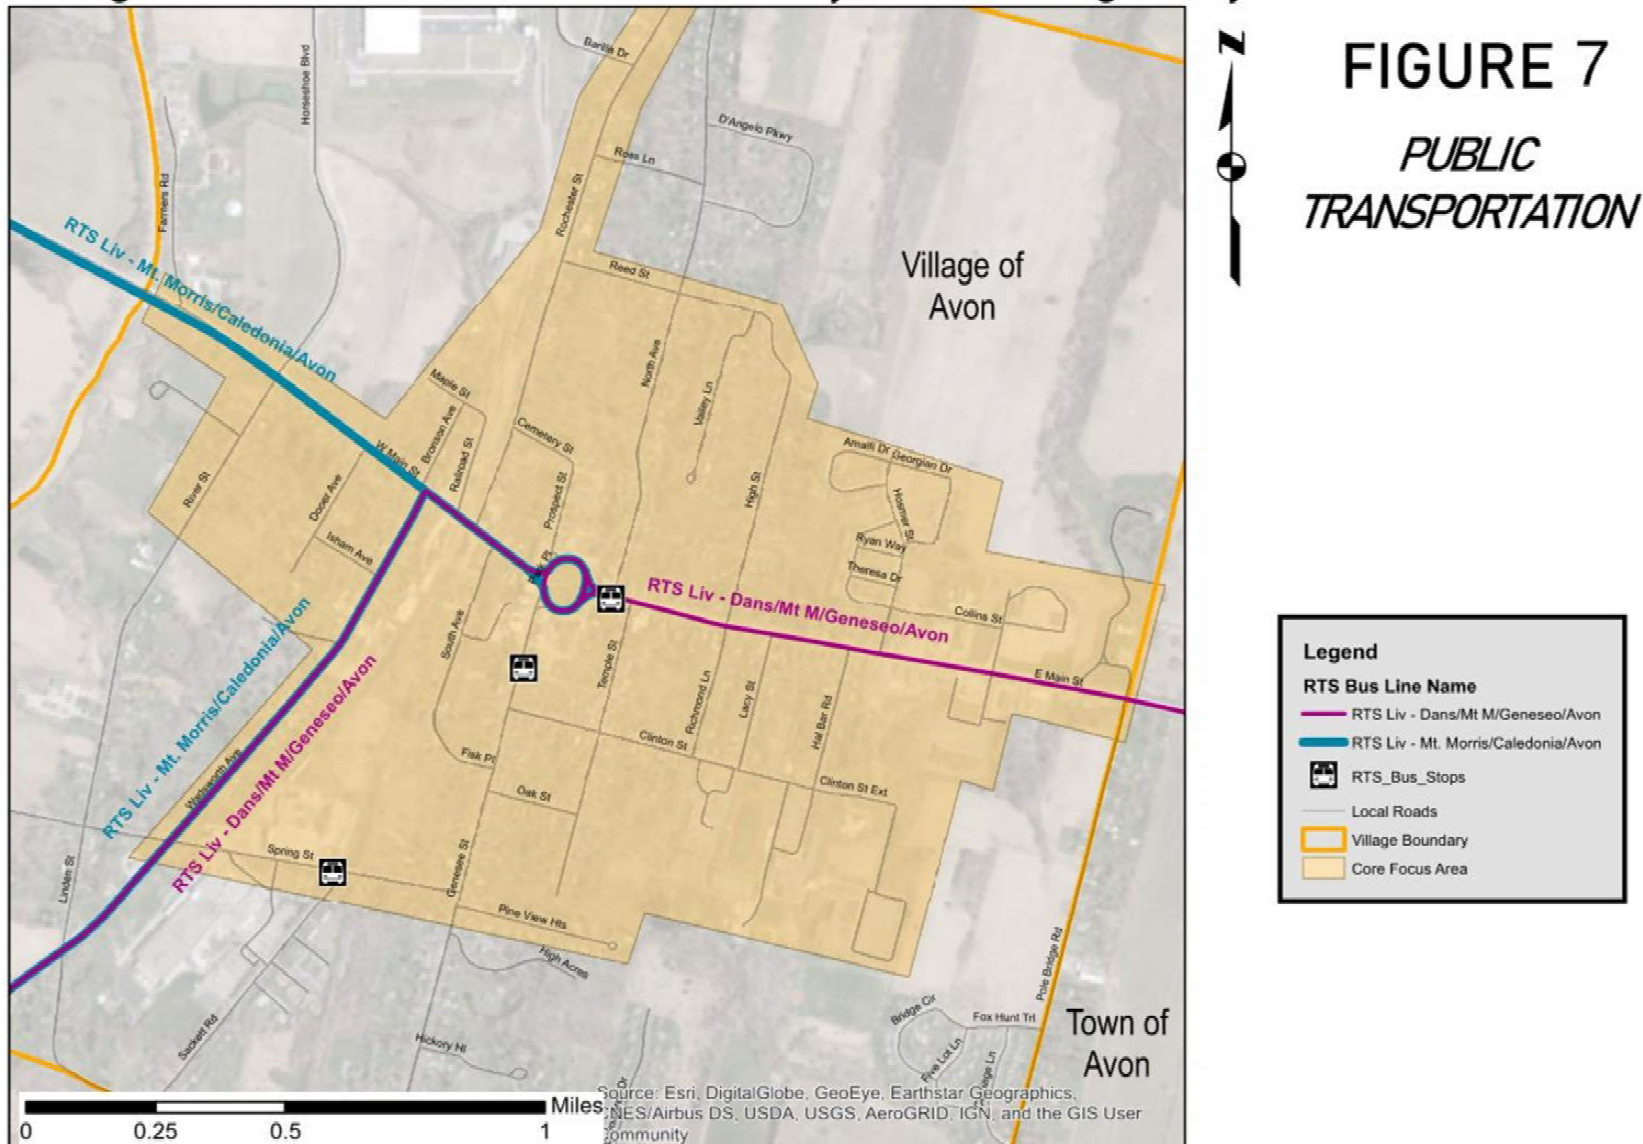 FIGURE 7
PUBLIC
TRANSPORTATION
Barilla Dr
Horseshoe Blvd
D'Angelo Pkwy
Ross Ln
Farmers Rd
Rochester St
RTS Liv - Mt. Morris/Caledonia/Avon
Reed St
Village of
Avon
North Ave
Maple St
Valley Ln
Bronson Ave
Cemetery St
W Main St
Railroad St
Amalfi Dr
Georgian Dr
River St
Dooer Ave
Prospect St
High St
Hosmer St
Isham Ave
Ryan Way
Theresa Dr
RTS Liv - Dans/Mt M/Geneseo/Avon
Collins St
South Ave
Temple St
E Main St
RTS Liv - Mt. Morris/Caledonia/Avon
RTS Liv - Dans/Mt M/Geneseo/Avon
Richmond Ln
Lacy St
Hal Bar Rd
Clinton St
Fisk Pl
Wadsworth Ave
Clinton St Ext
Oak St
Spring St
Linden St
Genesee St
Pine View Hts
High Acres
Pole Bridge Rd
Bridge Cir
Fox Hunt Trl
Town of
Avon
Sackett Rd
Hickory Hl
Five Lot Ln
Legend
RTS Bus Line Name
RTS Liv - Dans/Mt M/Geneseo/Avon
RTS Liv - Mt. Morris/Caledonia/Avon
RTS_Bus_Stops
Local Roads
Village Boundary
Core Focus Area
Miles
0 0.25 0.5 1
Source: Esri, DigitalGlobe, GeoEye, Earthstar Geographics,
CNES/Airbus DS, USDA, USGS, AeroGRID, IGN, and the GIS User
Community
N